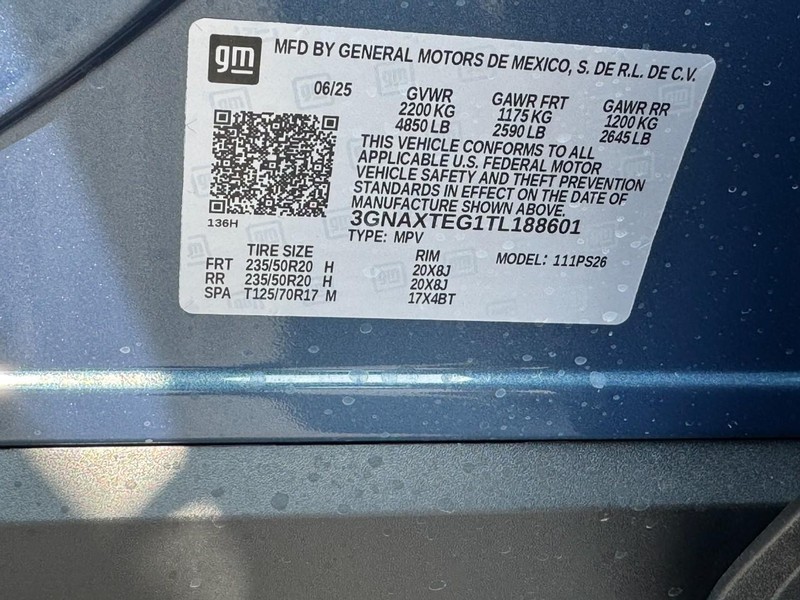 gm MFD BY GENERAL MOTORS DE MEXICO, S. DE R.L. DE C.V.
06/25 GVWR GAWR FRT GAWR RR
2200 KG 1175 KG 1200 KG
4850 LB 2590 LB 2645 LB
THIS VEHICLE CONFORMS TO ALL
APPLICABLE U.S. FEDERAL MOTOR
VEHICLE SAFETY AND THEFT PREVENTION
STANDARDS IN EFFECT ON THE DATE OF
MANUFACTURE SHOWN ABOVE.
136H 3GNAXTEG1TL188601
TYPE: MPV
TIRE SIZE RIM MODEL: 111PS26
FRT 235/50R20 H 20X8J
RR 235/50R20 H 20X8J
SPA T125/70R17 M 17X4BT